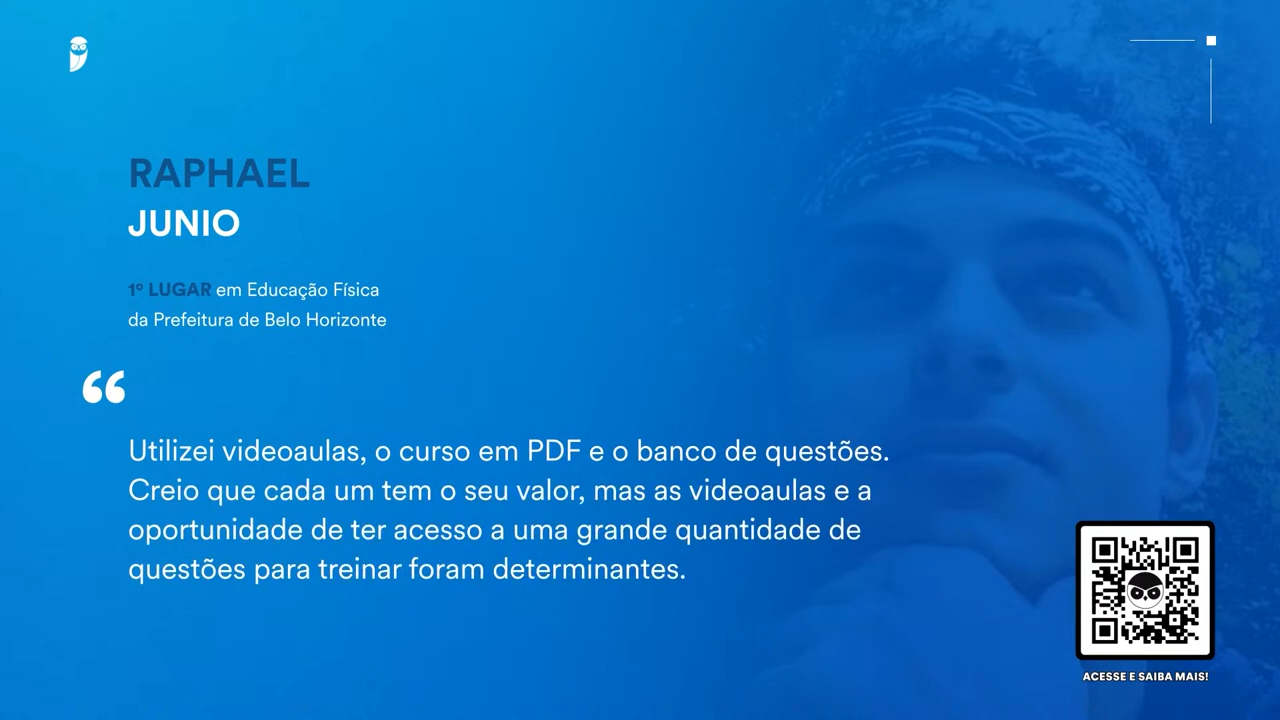 RAPHAEL
JUNIO
1º LUGAR em Educação Física
da Prefeitura de Belo Horizonte
“
Utilizei videoaulas, o curso em PDF e o banco de questões.
Creio que cada um tem o seu valor, mas as videoaulas e a
oportunidade de ter acesso a uma grande quantidade de
questões para treinar foram determinantes.
ACESSE E SAIBA MAIS!